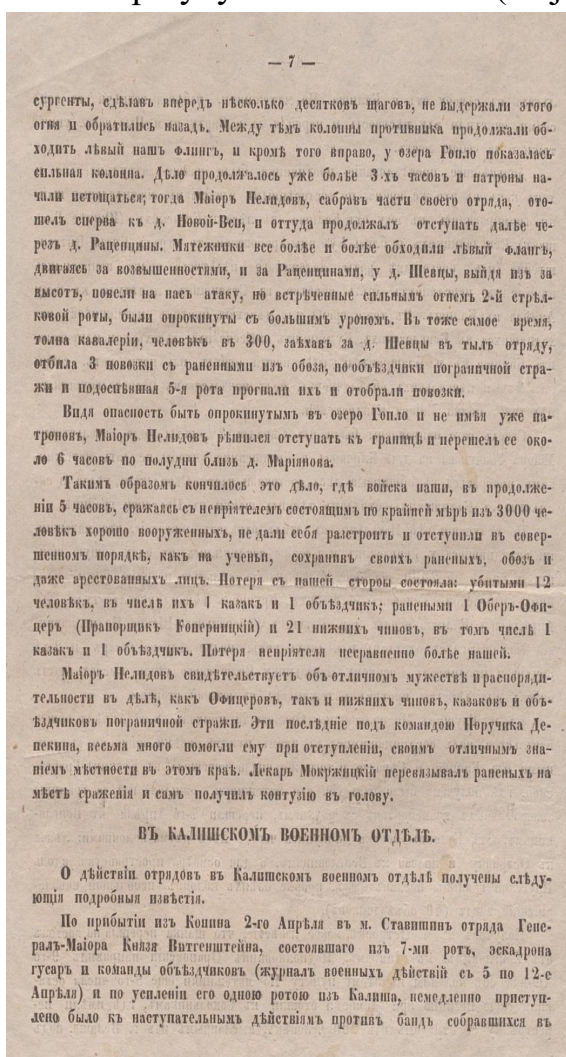 — 7 —
сургенты, сдѣлавъ впередъ нѣсколько десятковъ шаговъ, не выдержали этого
огня и обратились назадъ. Между тѣмъ колонны противника продолжали об-
ходить лѣвый нашъ флингъ, и кромѣ того вправо, у озера Гопло показалась
сильная колонна. Дѣло продолжалось уже болѣе 3-хъ часовъ и патроны на-
чали истощаться; тогда Маіоръ Нелидовъ, сабравъ части своего отряда, ото-
шелъ сперва къ д. Новой-Вси, и оттуда продолжалъ отступать далѣе че-
резъ д. Раценцины. Мятежники все болѣе и болѣе обходили лѣвый флангъ,
двигаясь за возвышенностями, и за Раценцинами, у д. Шевцы, выйдя изъ за
высотъ, повели на насъ атаку, но встрѣченные сильнымъ огнемъ 2-й стрѣл-
ковой роты, были опрокинуты съ большимъ урономъ. Въ тоже самое время,
толпа кавалеріи, человѣкъ въ 300, заѣхавъ за д. Шевцы въ тылъ отряду,
отбила 3 повозки съ раненными изъ обоза, по объѣздчики пограничной стра-
жи и подоспѣвшая 5-я рота прогнали ихъ и отобрали повозки.
Видя опасность быть опрокинутымъ въ озеро Гопло и не имѣя уже па-
троновъ, Маіоръ Нелидовъ рѣшился отступать къ границѣ и перешелъ ее око-
ло 6 часовъ по полудни близь д. Маріянова.
Такимъ образомъ кончилось это дѣло, гдѣ войска наши, въ продолже-
ніи 5 часовъ, сражаясь съ непріятелемъ состоящимъ по крайней мѣрѣ изъ 3000 че-
ловѣкъ хорошо вооруженныхъ, не дали себя разстроить и отступили въ совер-
шенномъ порядкѣ, какъ на ученьи, сохранивъ своихъ раненыхъ, обозъ и
даже арестованныхъ лицъ. Потеря съ нашей стороы состояла: убитыми 12
человѣкъ, въ числѣ ихъ 1 казакъ и 1 объѣздчикъ; ранеными 1 Оберъ-Офи-
церъ (Прапорщикъ Коперницкій) и 21 нижнихъ чиновъ, въ томъ числѣ 1
казакъ и 1 объѣздчикъ. Потеря непріятеля несравненно болѣе нашей.
Маіоръ Нелидовъ свидѣтельствуетъ объ отличномъ мужествѣ и распоряди-
тельности въ дѣлѣ, какъ Офицеровъ, такъ и нижнихъ чиновъ, казаковъ и объ-
ѣздчиковъ пограничной стражи. Эти послѣдніе подъ командою Поручика Де-
пекина, весьма много помогли ему при отступленіи, своимъ отличнымъ зна-
ніемъ мѣстности въ этомъ краѣ. Лекарь Мокржицкій перевязывалъ раненыхъ на
мѣстѣ сраженія и самъ получилъ контузію въ голову.
ВЪ КАЛИШСКОМЪ ВОЕННОМЪ ОТДѢЛѢ.
О дѣйствіи отрядовъ въ Калишскомъ военномъ отдѣлѣ получены слѣду-
ющія подробныя извѣстія.
По прибытіи изъ Конина 2-го Апрѣля въ м. Ставишинъ отряда Гене-
ралъ-Маіора Князя Витгенштейна, состоявшаго изъ 7-ми ротъ, эскадрона
гусаръ и команды объѣздчиковъ (журналъ военныхъ дѣйствій съ 5 по 12-е
Апрѣля) и по усиленіи его одною ротою изъ Калиша, немедленно приступ-
лено было къ наступательнымъ дѣйствіямъ противъ бандъ собравшихся въ